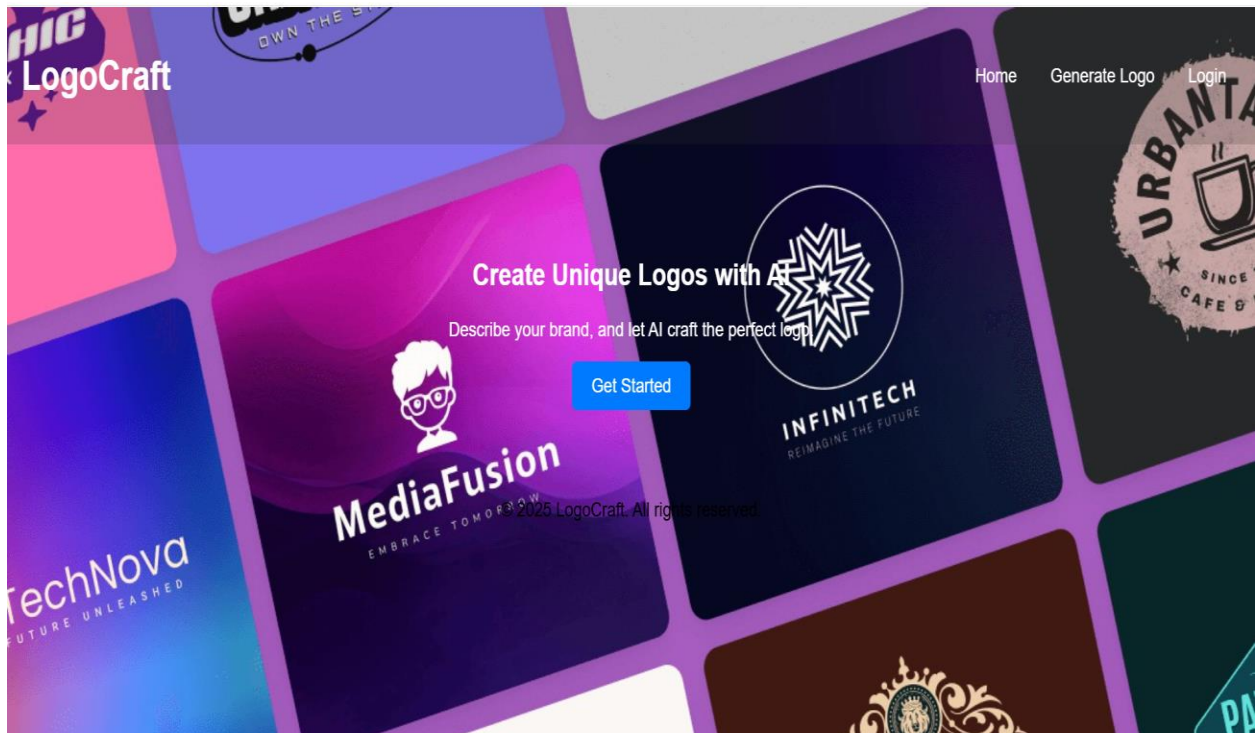 HIC
OWN THE
LogoCraft
Home Generate Logo Login
URBANTA
SINCE
CAFE &
Create Unique Logos with AI
Describe your brand, and let AI craft the perfect logo
Get Started
INFINITECH
REIMAGINE THE FUTURE
MediaFusion
EMBRACE TOMORROW
© 2025 LogoCraft. All rights reserved.
TechNova
FUTURE UNLEASHED
PA